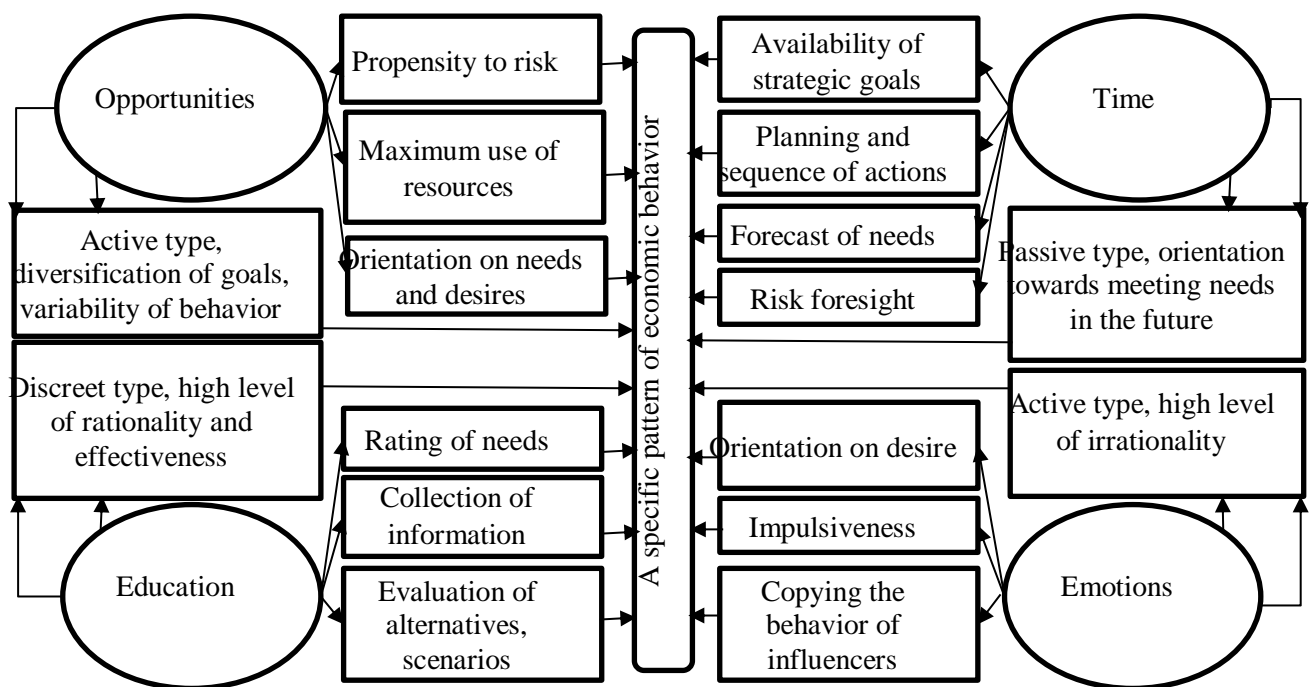 Opportunities
Propensity to risk
Maximum use of
resources
Orientation on needs
and desires
Active type,
diversification of goals,
variability of behavior
Discreet type, high level
of rationality and
effectiveness
Education
Rating of needs
Collection of
information
Evaluation of
alternatives,
scenarios
A specific pattern of economic behavior
Availability of
strategic goals
Planning and
sequence of actions
Forecast of needs
Risk foresight
Time
Passive type, orientation
towards meeting needs
in the future
Active type, high level
of irrationality
Orientation on desire
Impulsiveness
Copying the
behavior of
influencers
Emotions